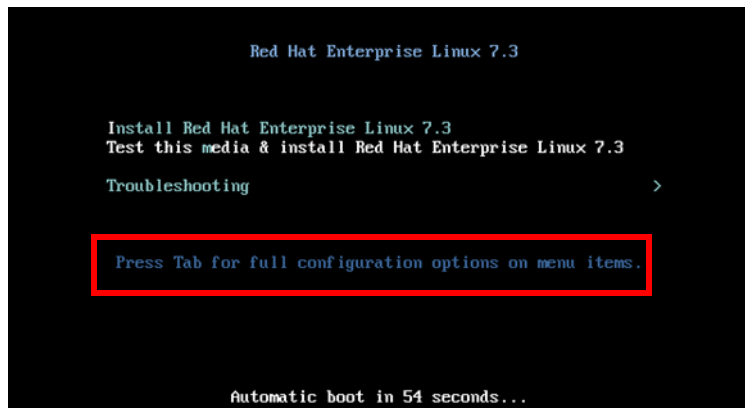 Red Hat Enterprise Linux 7.3
Install Red Hat Enterprise Linux 7.3
Test this media & install Red Hat Enterprise Linux 7.3
Troubleshooting >
Press Tab for full configuration options on menu items.
Automatic boot in 54 seconds...